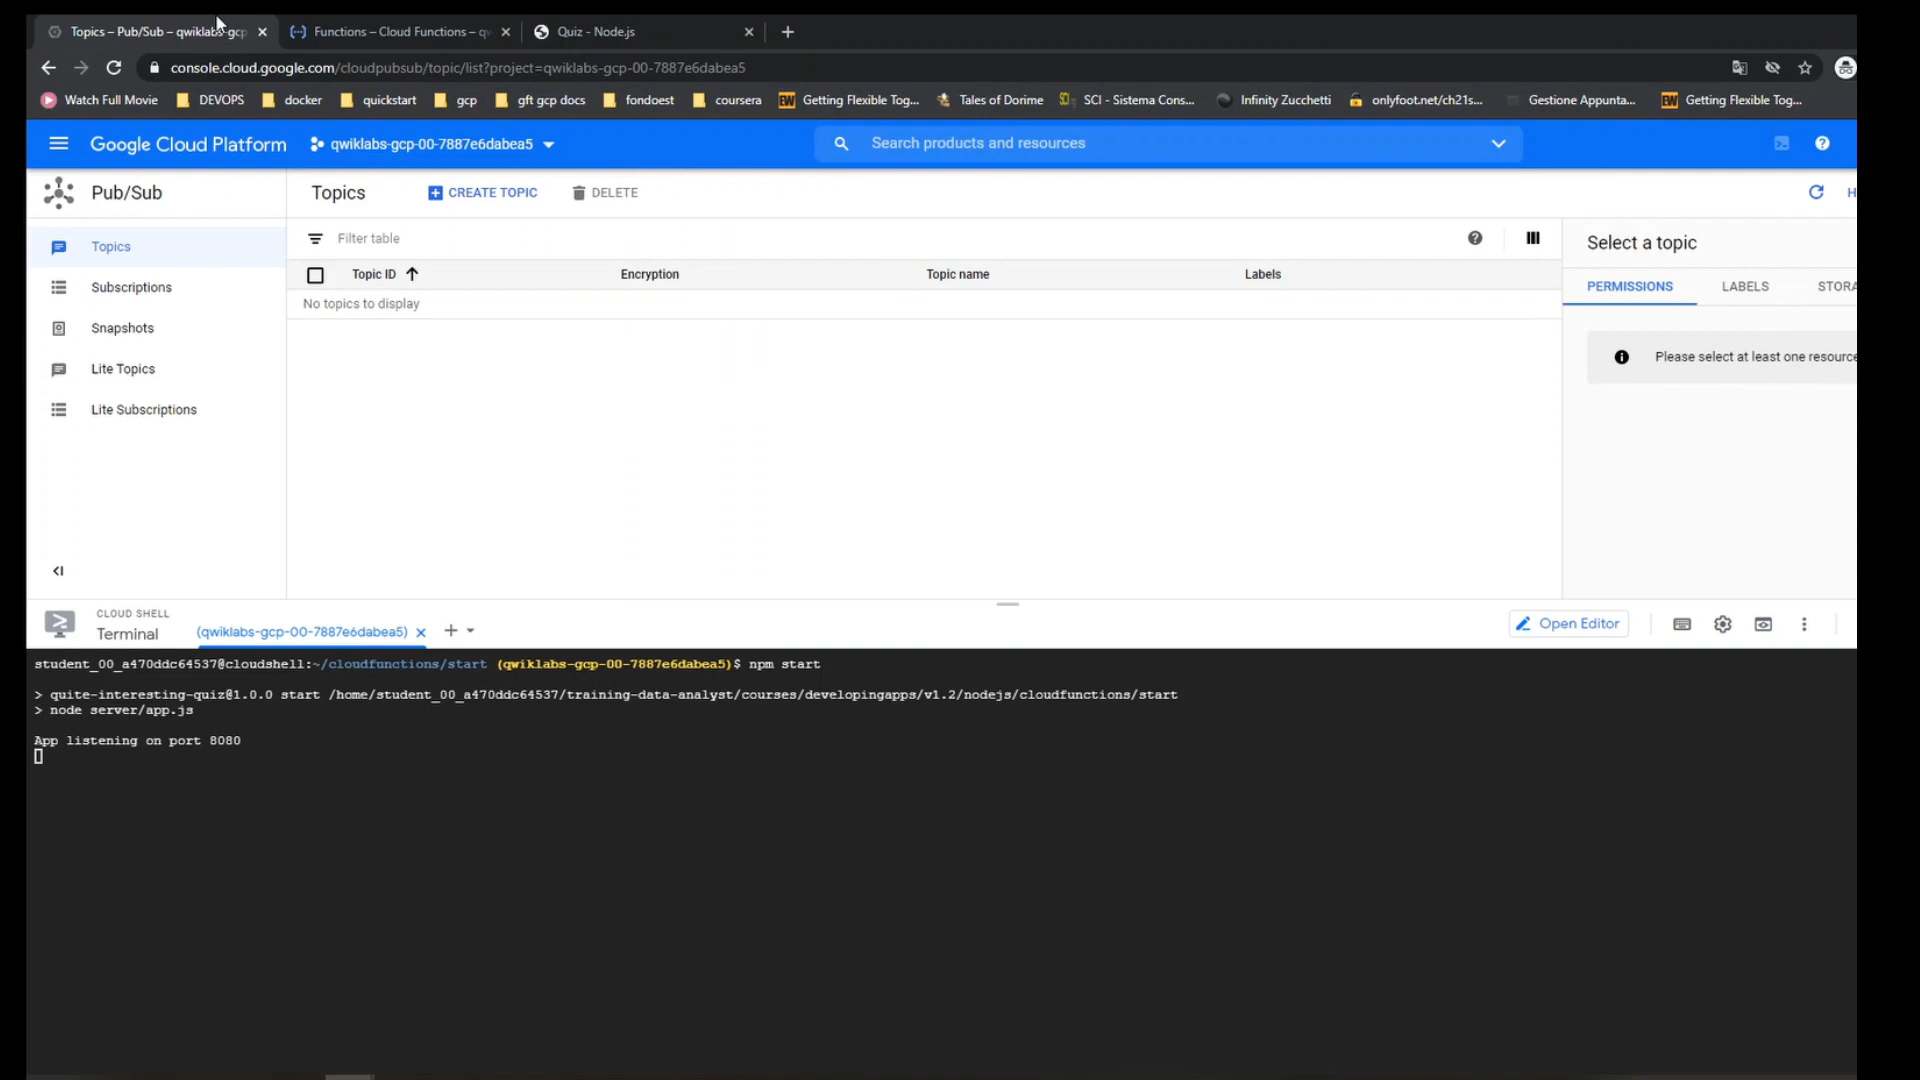 Topics – Pub/Sub – qwiklabs-gcp
Functions – Cloud Functions – qw
Quiz - Node.js
console.cloud.google.com/cloudpubsub/topic/list?project=qwiklabs-gcp-00-7887e6dabea5
Watch Full Movie DEVOPS docker quickstart gcp gft gcp docs fondoest coursera Getting Flexible Tog... Tales of Dorime SCI - Sistema Cons... Infinity Zucchetti onlyfoot.net/ch21s... Gestione Appunta... Getting Flexible Tog...
Google Cloud Platform qwiklabs-gcp-00-7887e6dabea5 Search products and resources
Pub/Sub
Topics CREATE TOPIC DELETE
Topics
Subscriptions
Snapshots
Lite Topics
Lite Subscriptions
Filter table
Topic ID Encryption Topic name Labels
No topics to display
Select a topic
PERMISSIONS LABELS STORA
Please select at least one resource
CLOUD SHELL
Terminal (qwiklabs-gcp-00-7887e6dabea5) Open Editor
student_00_a470ddc64537@cloudshell:~/cloudfunctions/start (qwiklabs-gcp-00-7887e6dabea5)$ npm start
> quite-interesting-quiz@1.0.0 start /home/student_00_a470ddc64537/training-data-analyst/courses/developingapps/v1.2/nodejs/cloudfunctions/start
> node server/app.js
App listening on port 8080